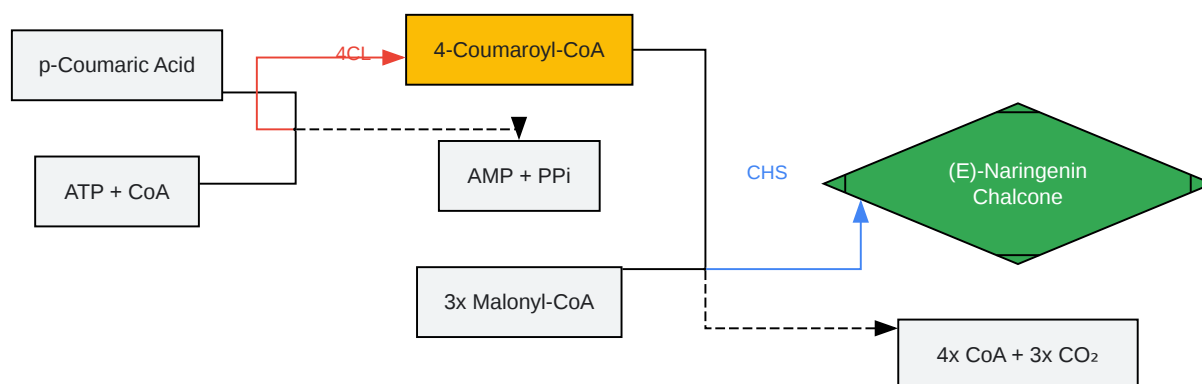 p-Coumaric Acid
4CL
4-Coumaroyl-CoA
ATP + CoA
AMP + PPi
CHS
(E)-Naringenin
Chalcone
3x Malonyl-CoA
4x CoA + 3x CO₂